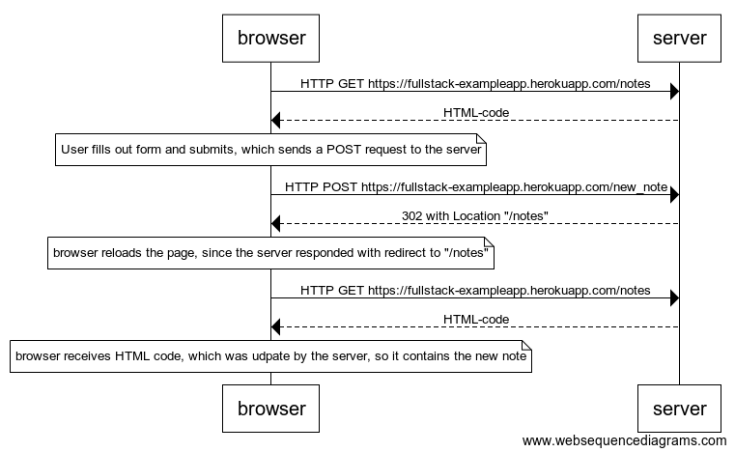 browser
server
HTTP GET https://fullstack-exampleapp.herokuapp.com/notes
HTML-code
User fills out form and submits, which sends a POST request to the server
HTTP POST https://fullstack-exampleapp.herokuapp.com/new_note
302 with Location "/notes"
browser reloads the page, since the server responded with redirect to "/notes"
HTTP GET https://fullstack-exampleapp.herokuapp.com/notes
HTML-code
browser receives HTML code, which was udpate by the server, so it contains the new note
browser
server
www.websequencediagrams.com